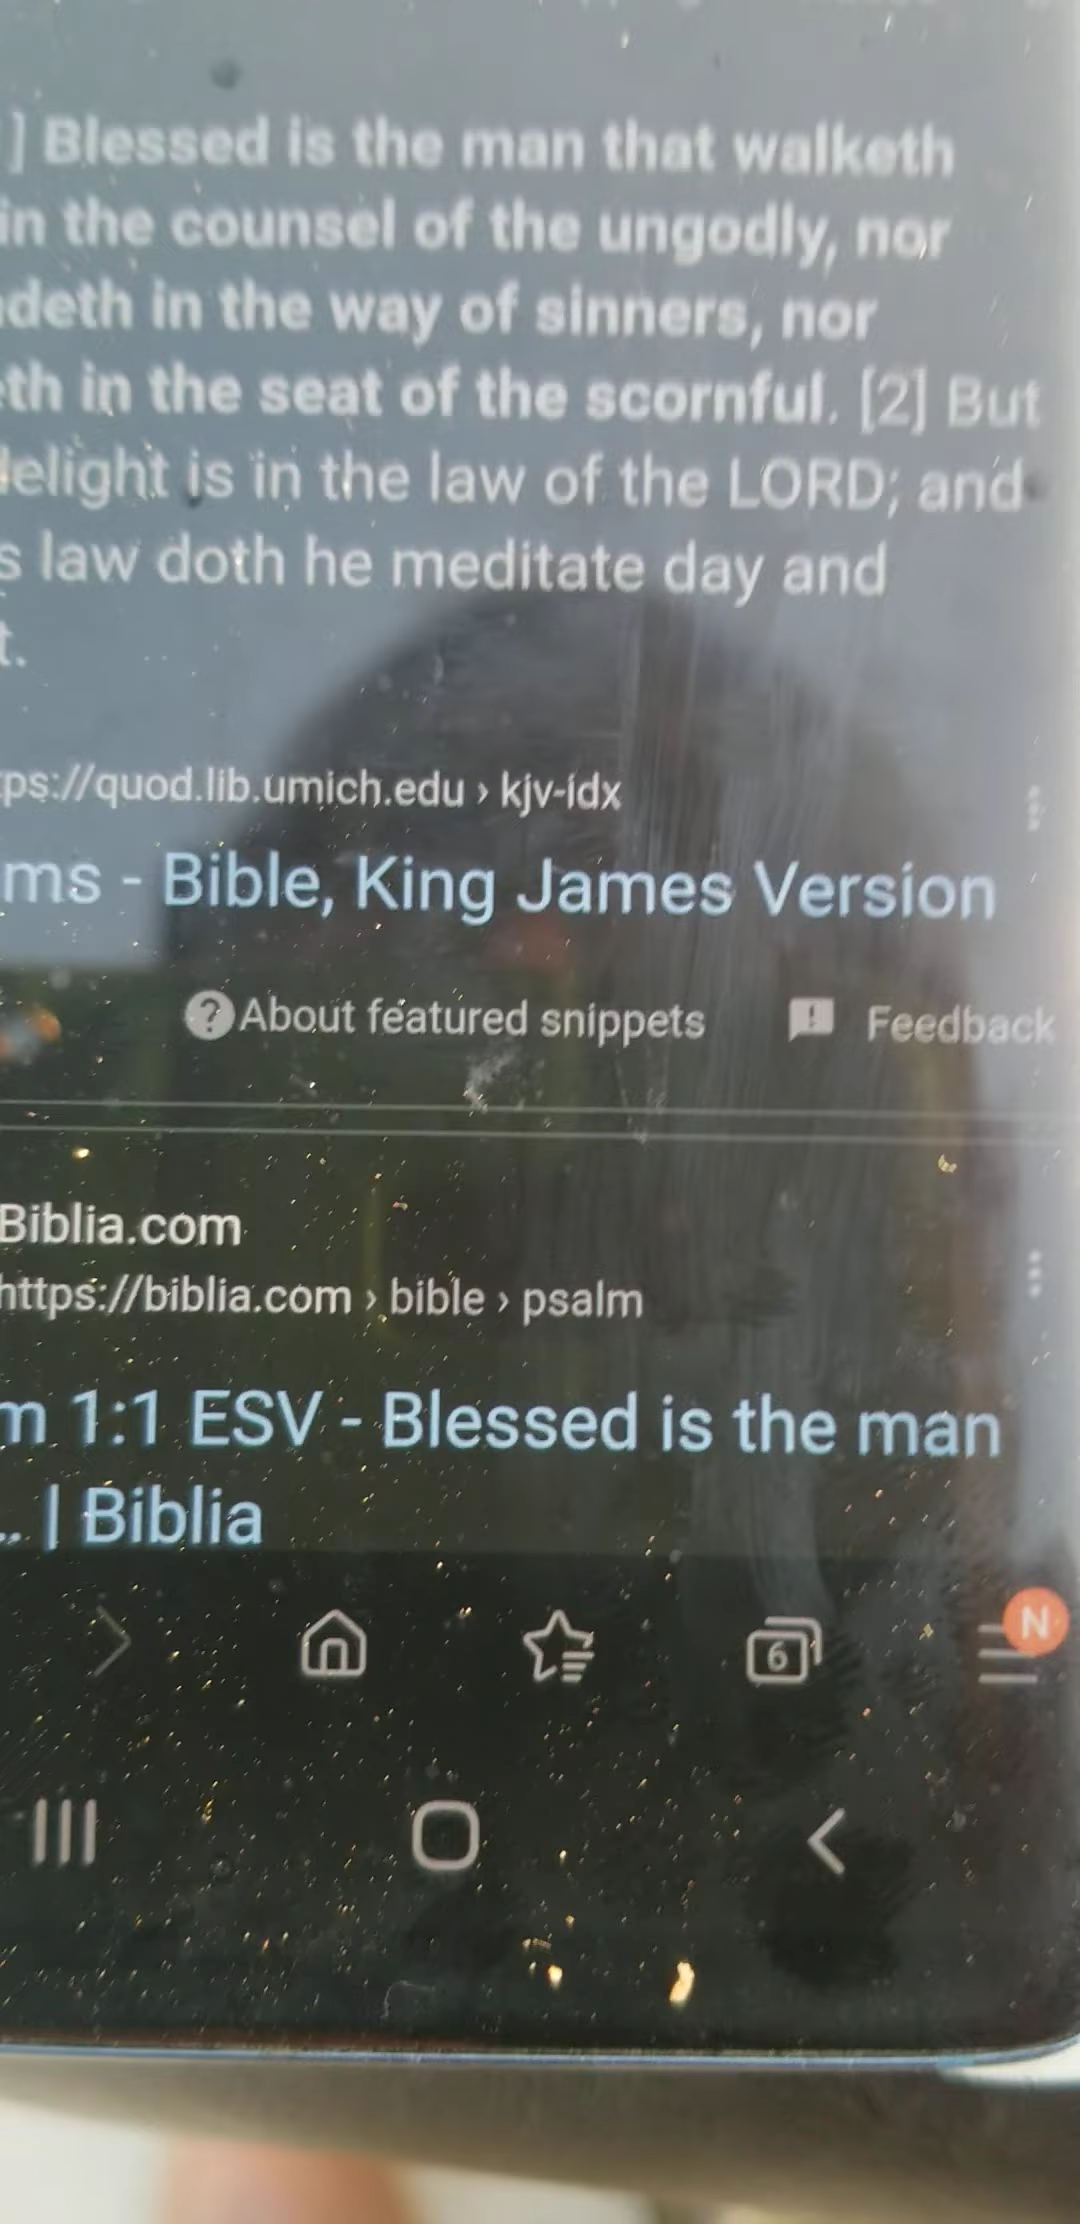 ] Blessed is the man that walketh
in the counsel of the ungodly, nor
deth in the way of sinners, nor
th in the seat of the scornful. [2] But
elight is in the law of the LORD; and
s law doth he meditate day and
t.
ps://quod.lib.umich.edu › kjv-idx
ms - Bible, King James Version
About featured snippets Feedback
Biblia.com
https://biblia.com › bible › psalm
m 1:1 ESV - Blessed is the man
.. | Biblia
6 N